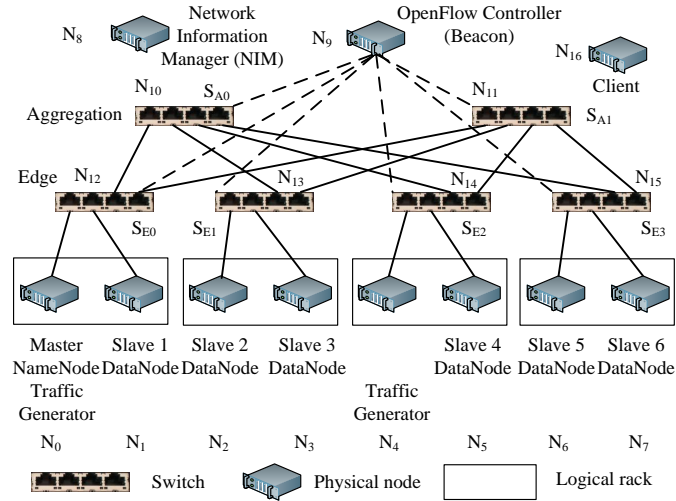 N8
Network
Information
Manager (NIM)
N9
OpenFlow Controller
(Beacon)
N16
Client
Aggregation
N10
SA0
N11
SA1
Edge
N12
N13
N14
N15
SE0
SE1
SE2
SE3
Master
NameNode
Traffic
Generator
Slave 1
DataNode
Slave 2
DataNode
Slave 3
DataNode
Traffic
Generator
Slave 4
DataNode
Slave 5
DataNode
Slave 6
DataNode
N0 N1 N2 N3 N4 N5 N6 N7
Switch Physical node Logical rack